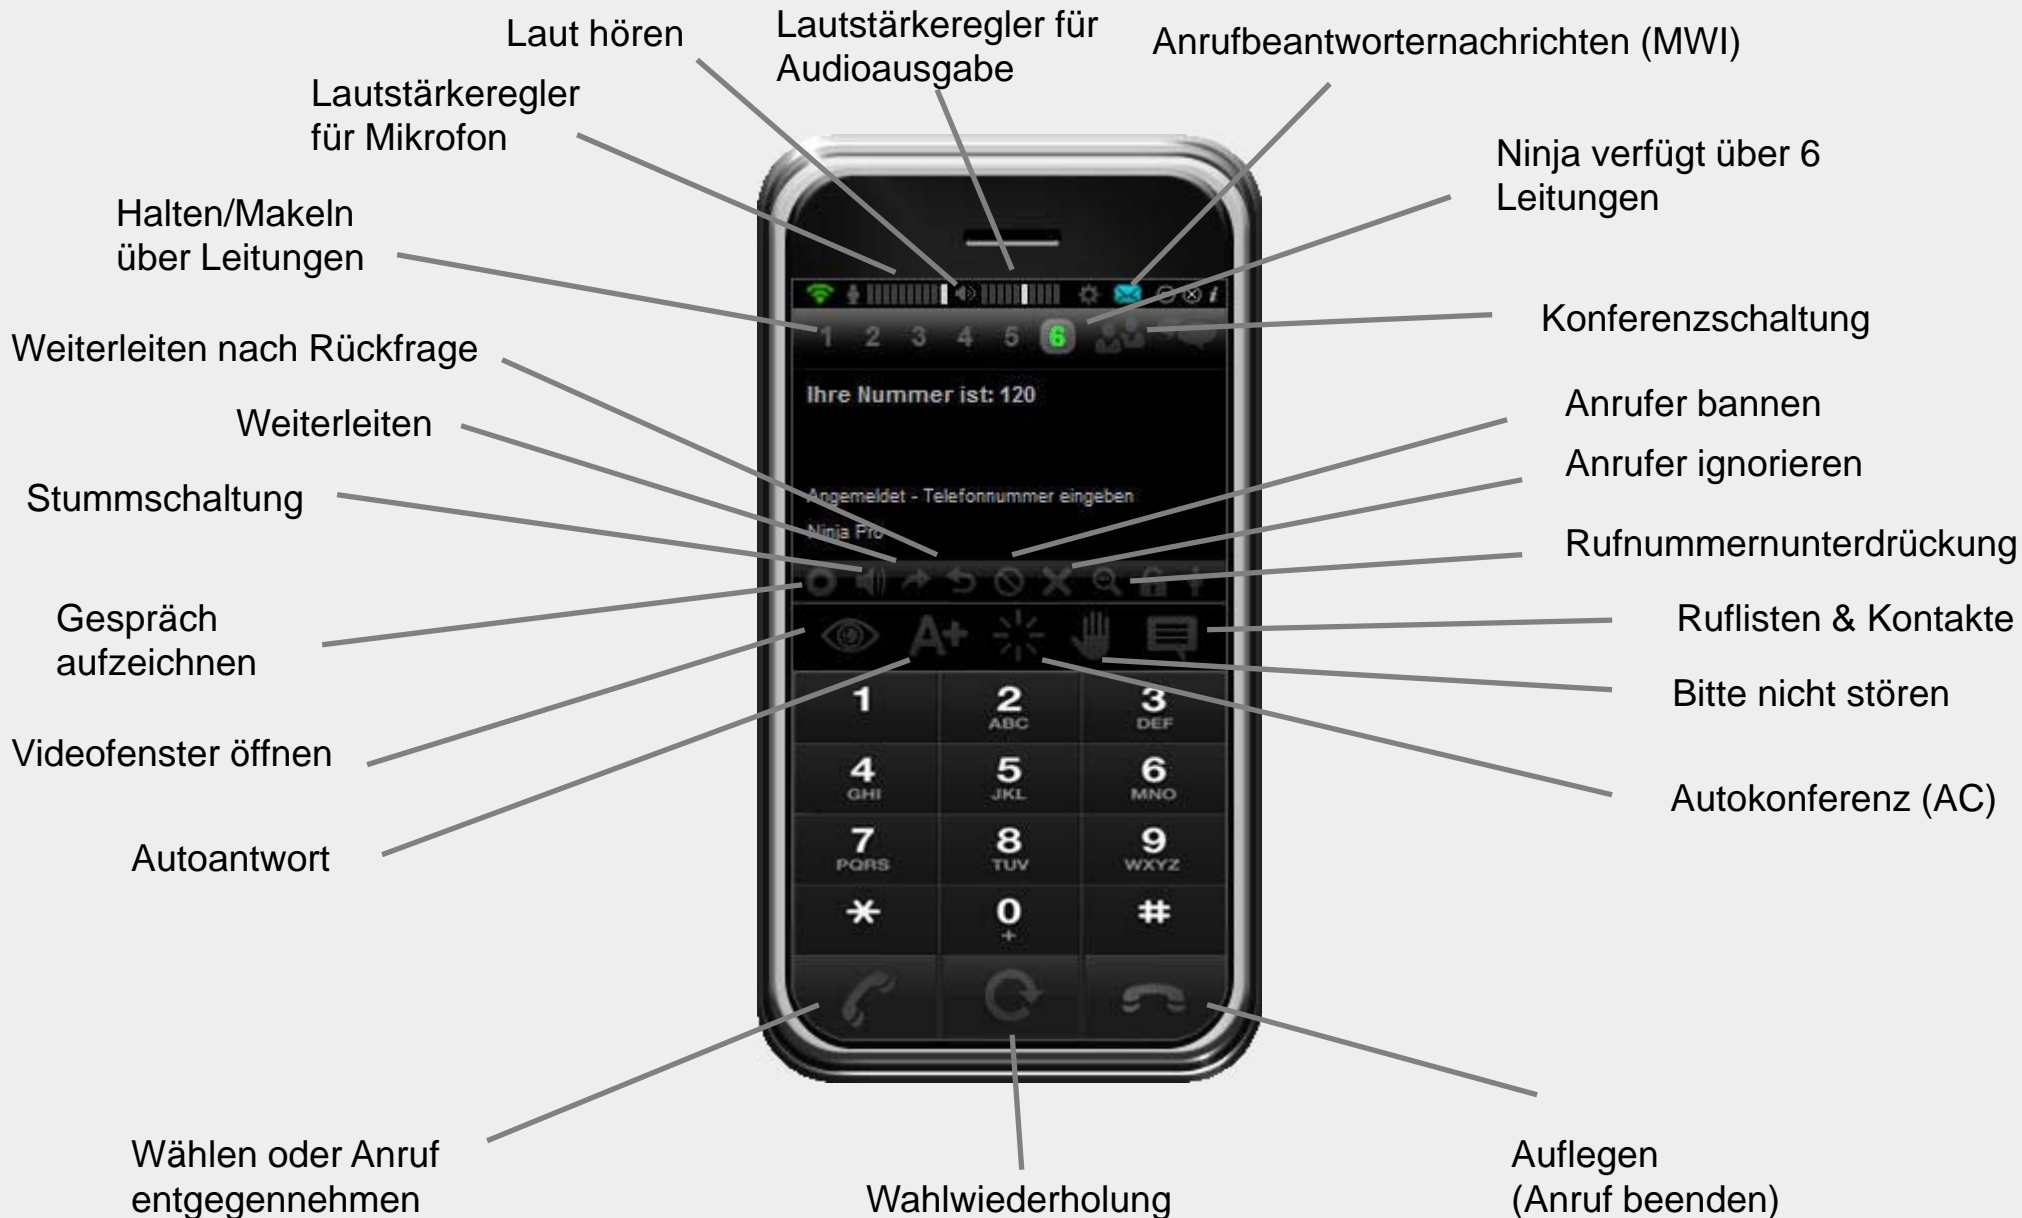 Laut hören
Lautstärkeregler für
Audioausgabe
Anrufbeantworternachrichten (MWI)
Lautstärkeregler
für Mikrofon
Ninja verfügt über 6
Leitungen
Halten/Makeln
über Leitungen
Konferenzschaltung
Weiterleiten nach Rückfrage
Weiterleiten
Stummschaltung
Gespräch
aufzeichnen
Videofenster öffnen
Autoantwort
Anrufer bannen
Anrufer ignorieren
Rufnummernunterdrückung
Ruflisten & Kontakte
Bitte nicht stören
Autokonferenz (AC)
i
1 2 3 4 5 6
Ihre Nummer ist: 120
Angemeldet - Telefonnummer eingeben
Ninja Pro
A+
1 2 3
ABC DEF
4 5 6
GHI JKL MNO
7 8 9
PQRS TUV WXYZ
* 0 #
+
Wählen oder Anruf
entgegennehmen
Wahlwiederholung
Auflegen
(Anruf beenden)